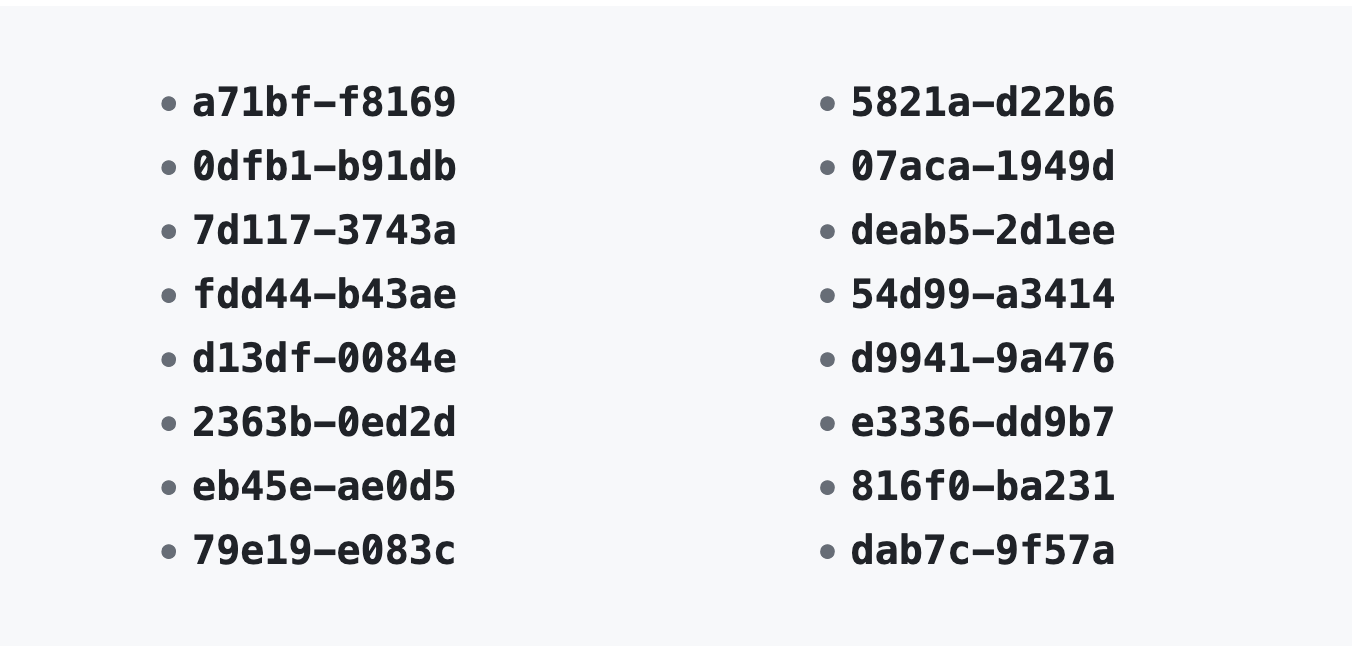 a71bf-f8169
0dfb1-b91db
7d117-3743a
fdd44-b43ae
d13df-0084e
2363b-0ed2d
eb45e-ae0d5
79e19-e083c
5821a-d22b6
07aca-1949d
deab5-2d1ee
54d99-a3414
d9941-9a476
e3336-dd9b7
816f0-ba231
dab7c-9f57a